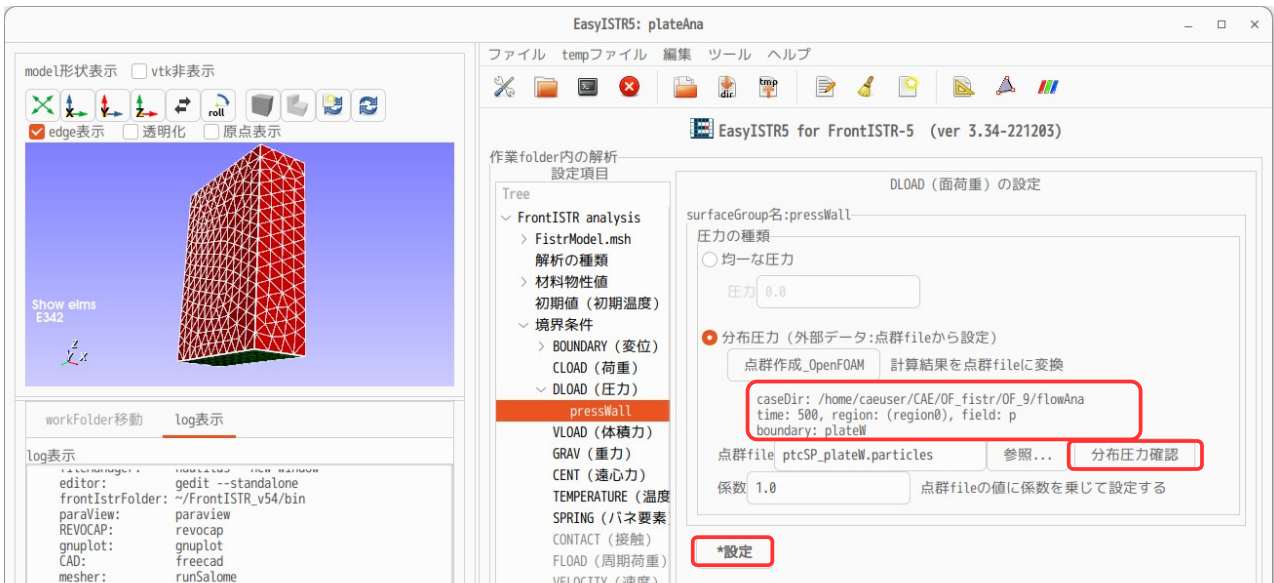 EasyISTR5: plateAna
model形状表示 vtk非表示
roll
edge表示 透明化 原点表示
Show elms
E342
Z
Y X
workFolder移動 log表示
log表示
fileManager: nautilus --new-window
editor: gedit --standalone
frontIstrFolder: ~/FrontISTR_v54/bin
paraView: paraview
REVOCAP: revocap
gnuplot: gnuplot
CAD: freecad
mesher: runSalome
ファイル tempファイル 編集 ツール ヘルプ
dir tmp
EasyISTR5 for FrontISTR-5 (ver 3.34-221203)
作業folder内の解析
設定項目
Tree
FrontISTR analysis
FistrModel.msh
解析の種類
材料物性値
初期値（初期温度）
境界条件
BOUNDARY（変位）
CLOAD（荷重）
DLOAD（圧力）
pressWall
VLOAD（体積力）
GRAV（重力）
CENT（遠心力）
TEMPERATURE（温度
SPRING（バネ要素
CONTACT（接触）
FLOAD（周期荷重）
VELOCITY（速度）
DLOAD（面荷重）の設定
surfaceGroup名:pressWall
圧力の種類
均一な圧力
圧力 0.0
分布圧力（外部データ:点群fileから設定）
点群作成_OpenFOAM 計算結果を点群fileに変換
caseDir: /home/caeuser/CAE/OF_fistr/OF_9/flowAna
time: 500, region: (region0), field: p
boundary: plateW
点群file ptcSP_plateW.particles 参照... 分布圧力確認
係数 1.0 点群fileの値に係数を乗じて設定する
*設定